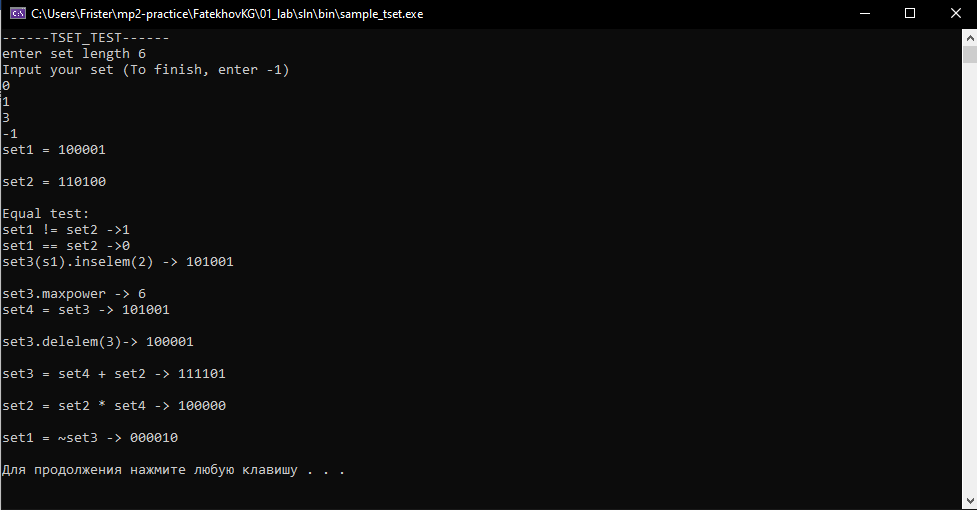 C:\Users\Frister\mp2-practice\FatekhovKG\01_lab\sln\bin\sample_tset.exe
------TSET_TEST------
enter set length 6
Input your set (To finish, enter -1)
0
1
3
-1
set1 = 100001
set2 = 110100
Equal test:
set1 != set2 ->1
set1 == set2 ->0
set3(s1).inselem(2) -> 101001
set3.maxpower -> 6
set4 = set3 -> 101001
set3.delelem(3)-> 100001
set3 = set4 + set2 -> 111101
set2 = set2 * set4 -> 100000
set1 = ~set3 -> 000010
Для продолжения нажмите любую клавишу . . .